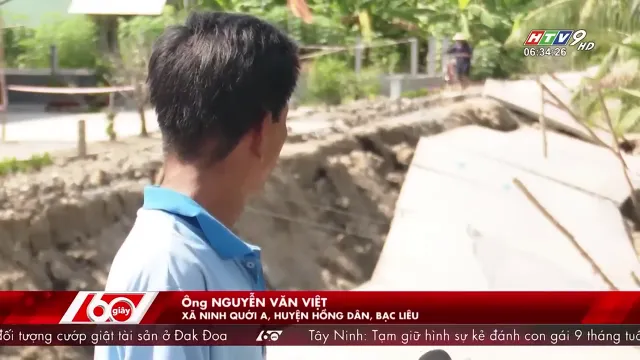 HTV9 HD
06:34:26
Ông NGUYỄN VĂN VIỆT
60 giây
XÃ NINH QUỚI A, HUYỆN HỒNG DÂN, BẠC LIÊU
đối tượng cướp giật tài sản ở Đak Đoa Tây Ninh: Tạm giữ hình sự kẻ đánh con gái 9 tháng tu